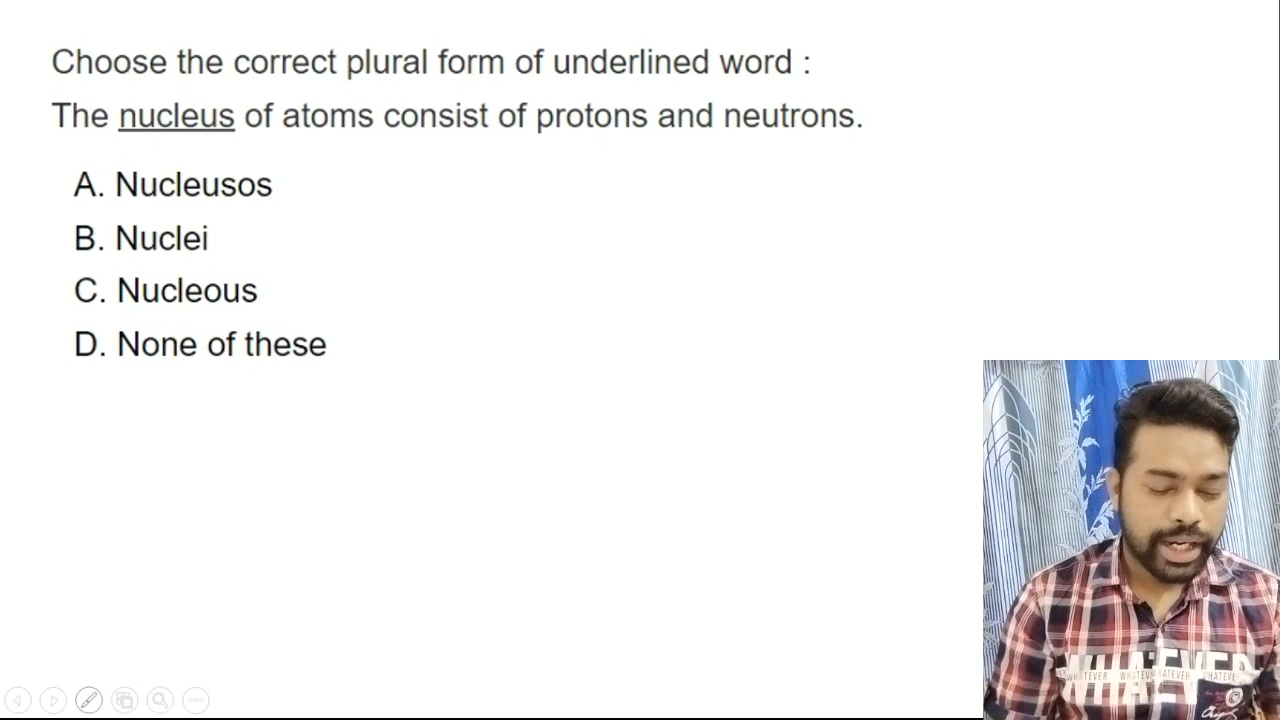 Choose the correct plural form of underlined word :
The nucleus of atoms consist of protons and neutrons.
A. Nucleusos
B. Nuclei
C. Nucleous
D. None of these
WHATEVER